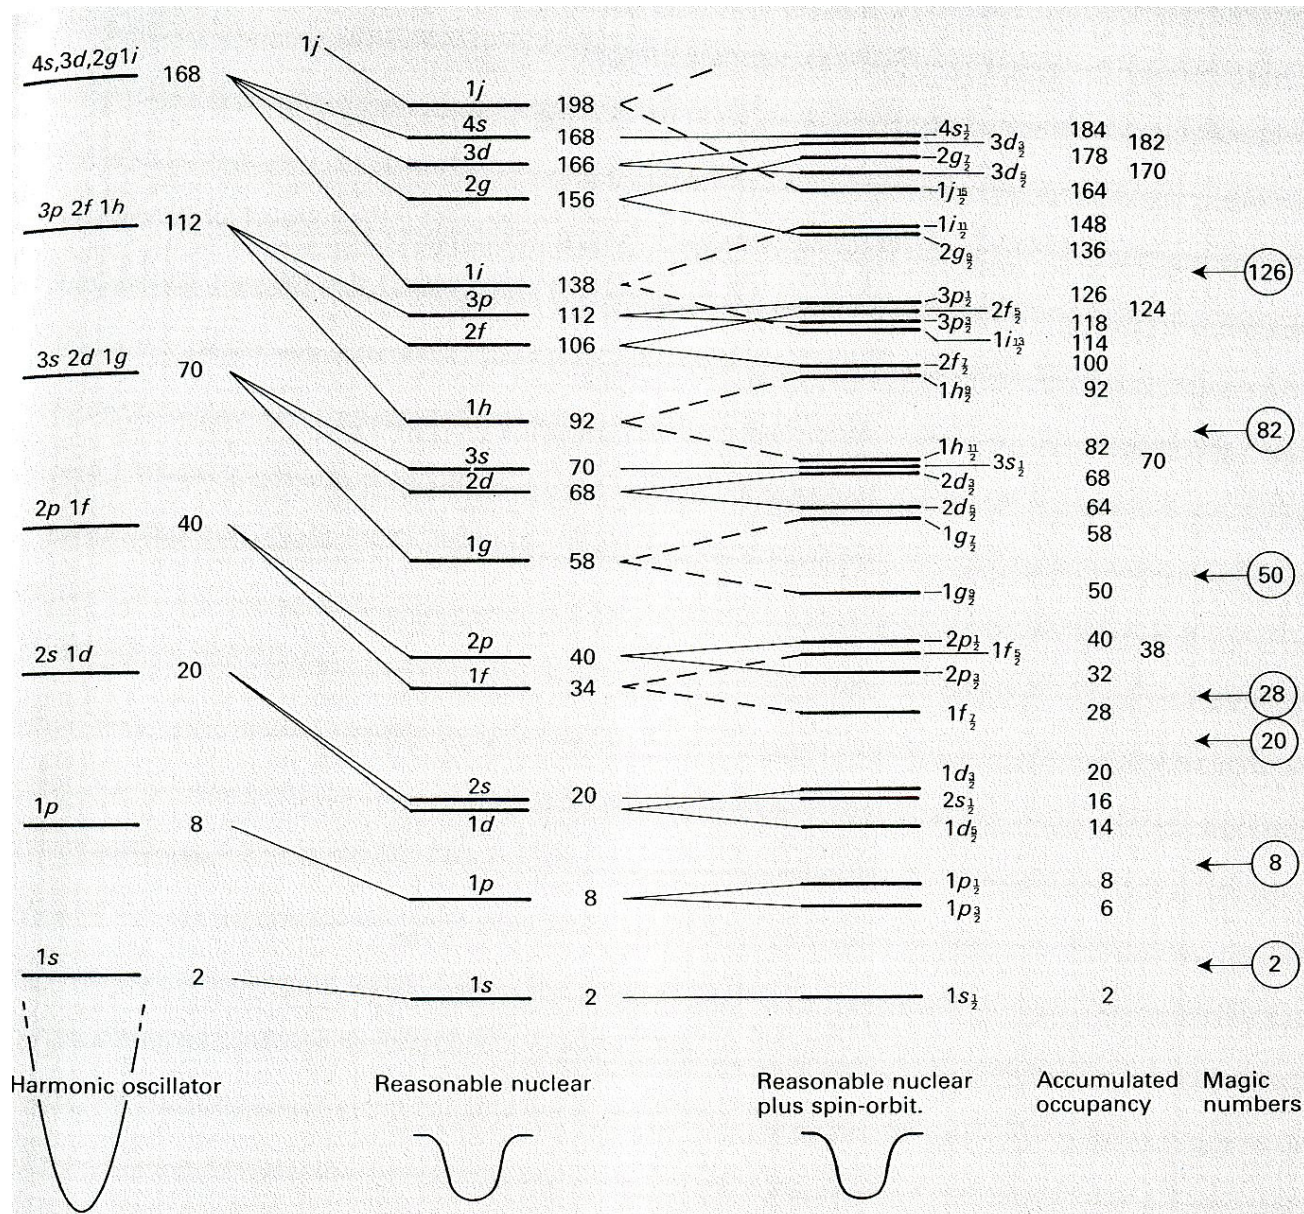 1j
4s,3d,2g1i 168
1j 198
4s 168
3d 166
2g 156
4s½ 184
3d3/2 182
2g7/2 178
3d5/2 170
1j15/2 164
3p 2f 1h 112
1i11/2 148
2g9/2 136
126
1i 138
3p 112
2f 106
3p½ 126
2f5/2 124
3p3/2 118
1i13/2 114
2f7/2 100
1h9/2 92
3s 2d 1g 70
1h 92
82
3s 70
2d 68
1h11/2 82
3s½ 70
2d3/2 68
2d5/2 64
1g7/2 58
2p 1f 40
1g 58
50
1g9/2 50
2p 40
1f 34
2p½ 40
1f5/2 38
2p3/2 32
2s 1d 20
28
1f7/2 28
20
2s 20
1d
1d3/2 20
2s½ 16
1d5/2 14
1p 8
8
1p 8
1p½ 8
1p3/2 6
1s 2
2
1s 2
1s½ 2
Harmonic oscillator
Reasonable nuclear
Reasonable nuclear
plus spin-orbit.
Accumulated
occupancy
Magic
numbers